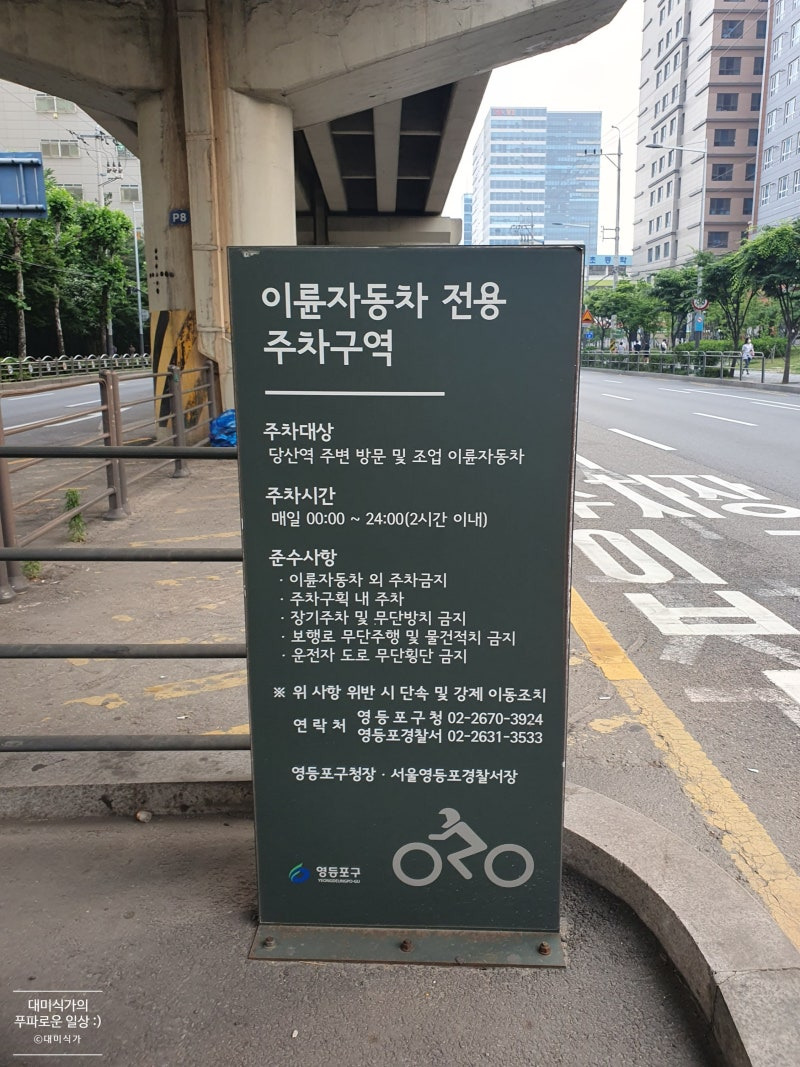 P8
이륜자동차 전용
주차구역
주차대상
당산역 주변 방문 및 조업 이륜자동차
주차시간
매일 00:00 ~ 24:00(2시간 이내)
준수사항
· 이륜자동차 외 주차금지
· 주차구획 내 주차
· 장기주차 및 무단방치 금지
· 보행로 무단주행 및 물건적치 금지
· 운전자 도로 무단횡단 금지
※ 위 사항 위반 시 단속 및 강제 이동조치
연락처 영등포구청 02-2670-3924
영등포경찰서 02-2631-3533
영등포구청장 · 서울영등포경찰서장
영등포구
YEONGDEUNGPO-GU
대미식가의
푸파로운 일상 :)
©대미식가